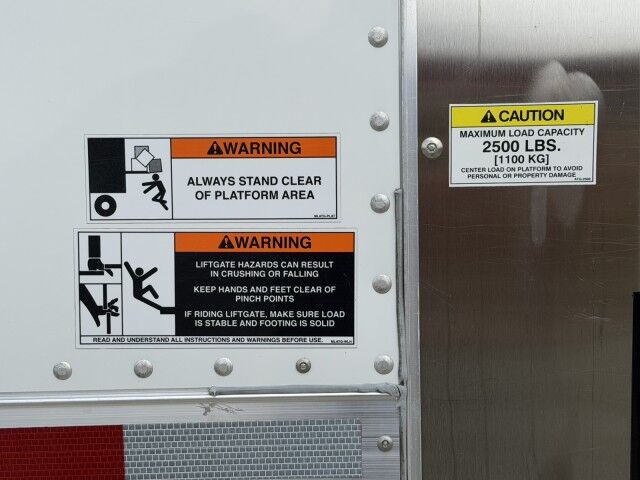 WARNING
ALWAYS STAND CLEAR
OF PLATFORM AREA
WARNING
LIFTGATE HAZARDS CAN RESULT
IN CRUSHING OR FALLING
KEEP HANDS AND FEET CLEAR OF
PINCH POINTS
IF RIDING LIFTGATE, MAKE SURE LOAD
IS STABLE AND FOOTING IS SOLID
READ AND UNDERSTAND ALL INSTRUCTIONS AND WARNINGS BEFORE USE.
CAUTION
MAXIMUM LOAD CAPACITY
2500 LBS.
[1100 KG]
CENTER LOAD ON PLATFORM TO AVOID
PERSONAL OR PROPERTY DAMAGE